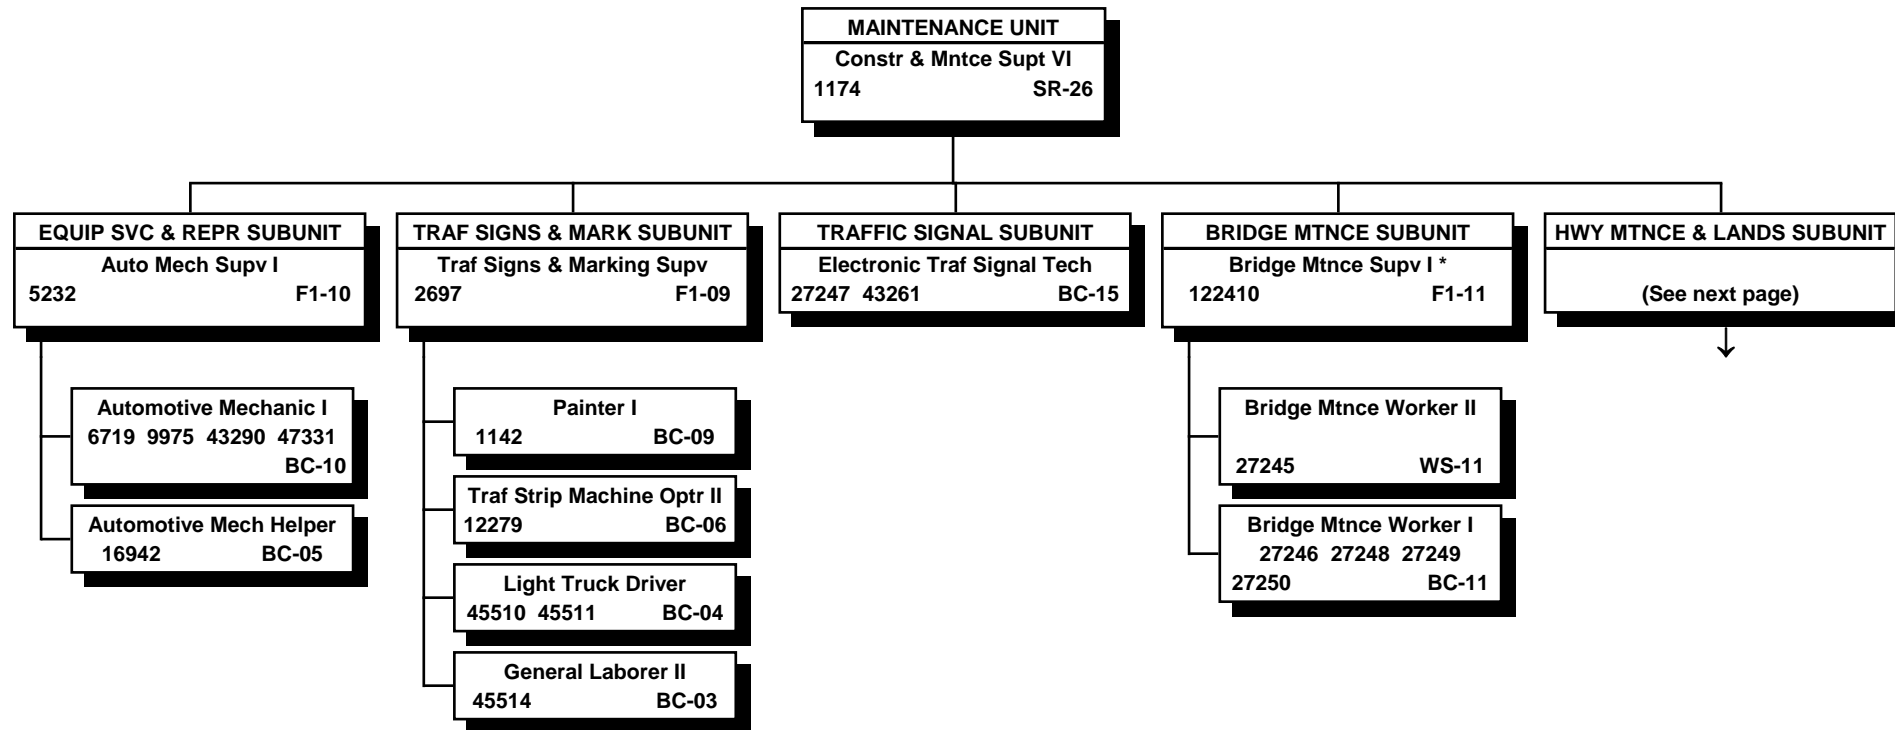 MAINTENANCE UNIT
Constr & Mntce Supt VI
1174 SR-26
EQUIP SVC & REPR SUBUNIT
Auto Mech Supv I
5232 F1-10
Automotive Mechanic I
6719 9975 43290 47331
BC-10
Automotive Mech Helper
16942 BC-05
TRAF SIGNS & MARK SUBUNIT
Traf Signs & Marking Supv
2697 F1-09
Painter I
1142 BC-09
Traf Strip Machine Optr II
12279 BC-06
Light Truck Driver
45510 45511 BC-04
General Laborer II
45514 BC-03
TRAFFIC SIGNAL SUBUNIT
Electronic Traf Signal Tech
27247 43261 BC-15
BRIDGE MTNCE SUBUNIT
Bridge Mtnce Supv I *
122410 F1-11
Bridge Mtnce Worker II
27245 WS-11
Bridge Mtnce Worker I
27246 27248 27249
27250 BC-11
HWY MTNCE & LANDS SUBUNIT
(See next page)